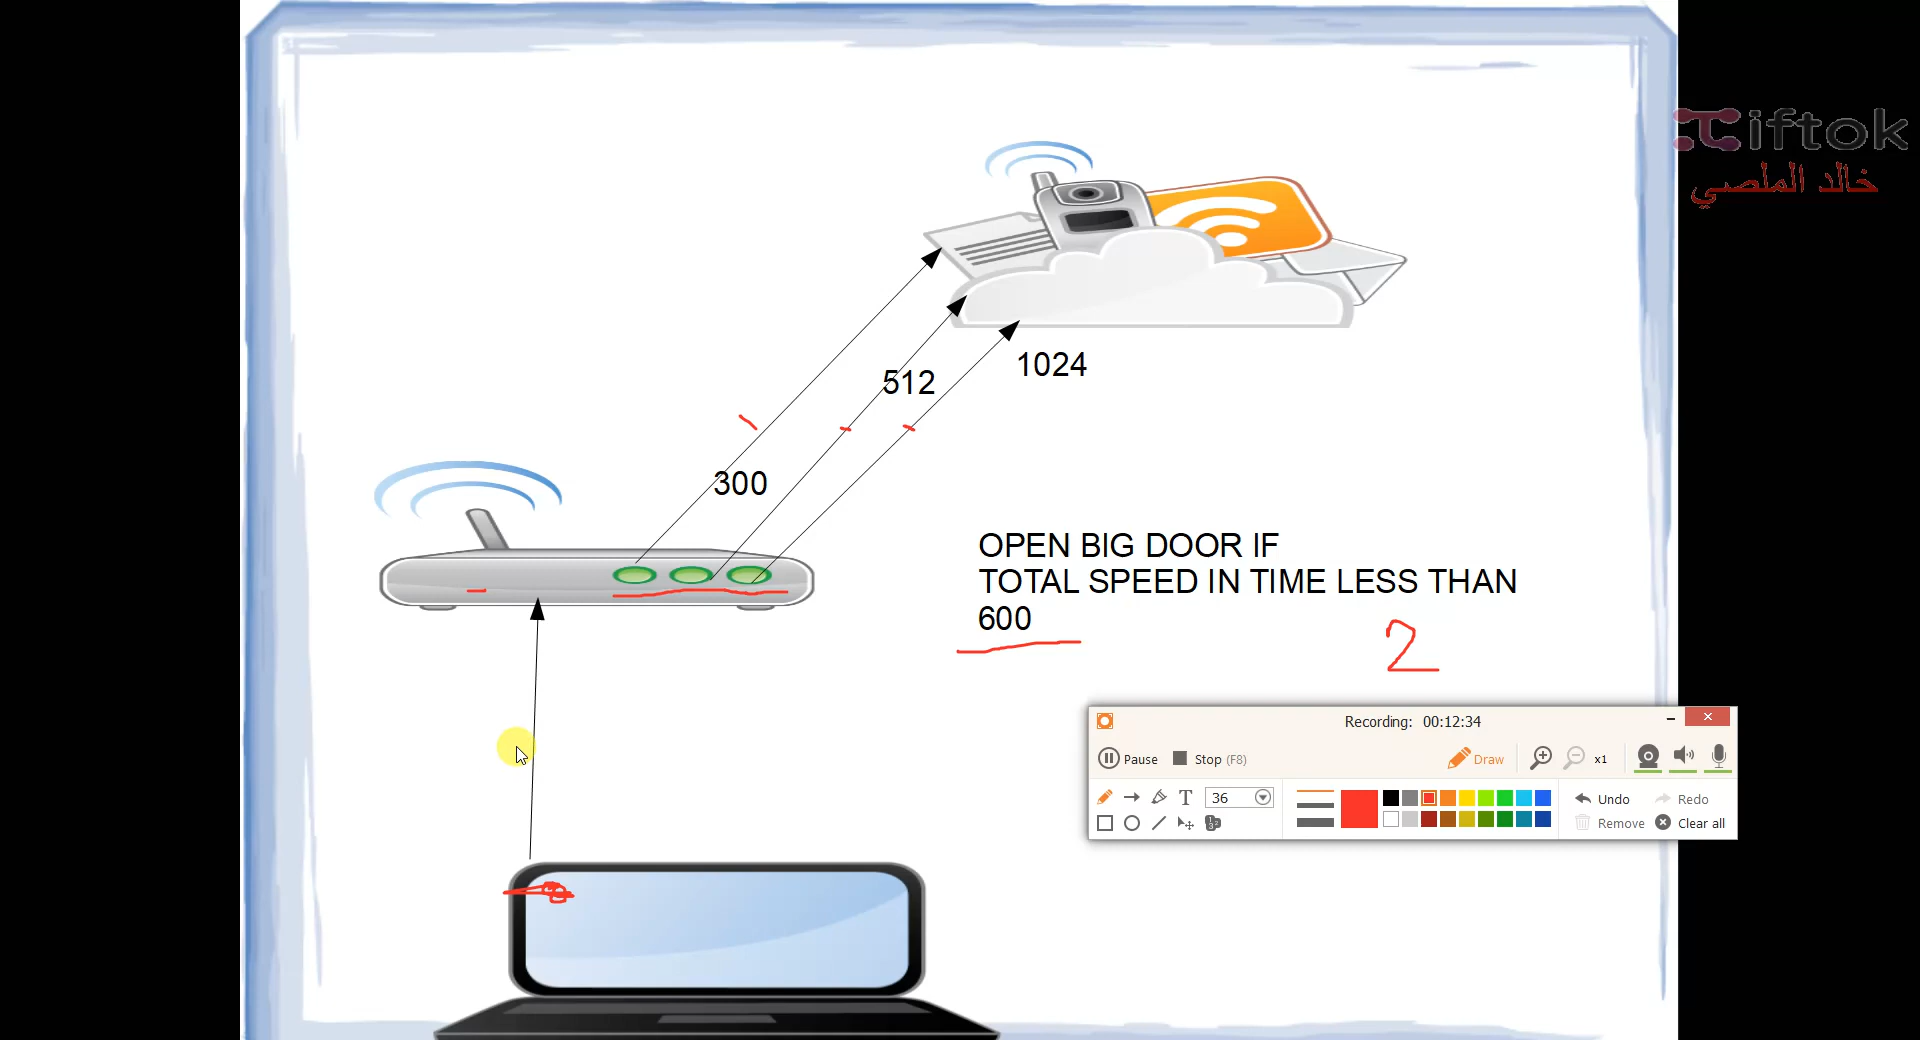 iftok
خالد الملصي
1024
512
300
OPEN BIG DOOR IF
TOTAL SPEED IN TIME LESS THAN
600
2
Recording: 00:12:34
Pause Stop (F8) Draw x1
T 36 Undo Redo
Remove Clear all